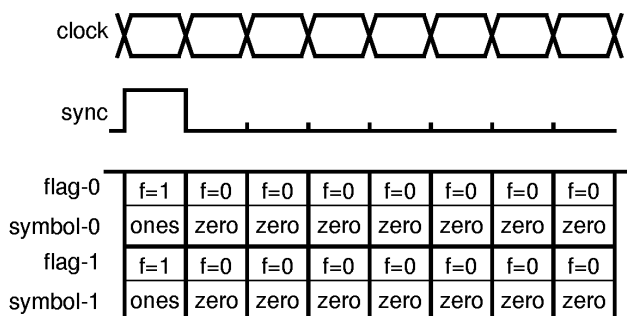 clock
sync
flag-0 f=1 f=0 f=0 f=0 f=0 f=0 f=0 f=0
symbol-0 ones zero zero zero zero zero zero zero
flag-1 f=1 f=0 f=0 f=0 f=0 f=0 f=0 f=0
symbol-1 ones zero zero zero zero zero zero zero